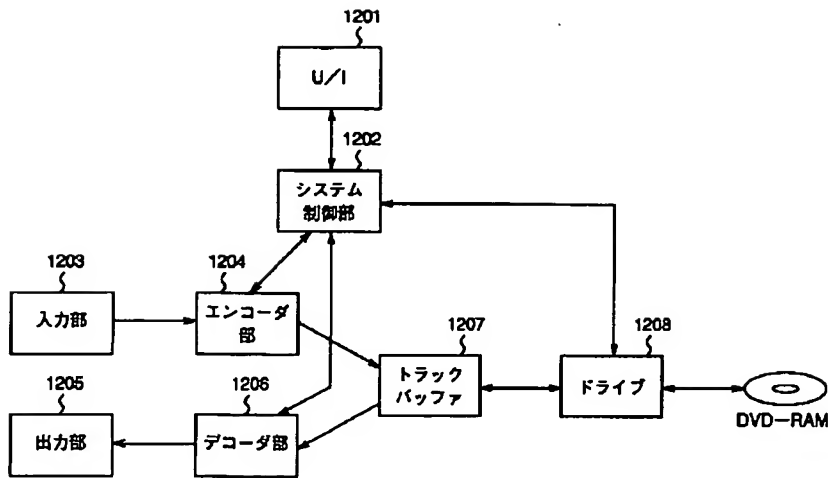 1201
U/I
1202
システム
制御部
1203
入力部
1204
エンコーダ
部
1207
トラック
バッファ
1208
ドライブ
DVD-RAM
1205
出力部
1206
デコーダ部